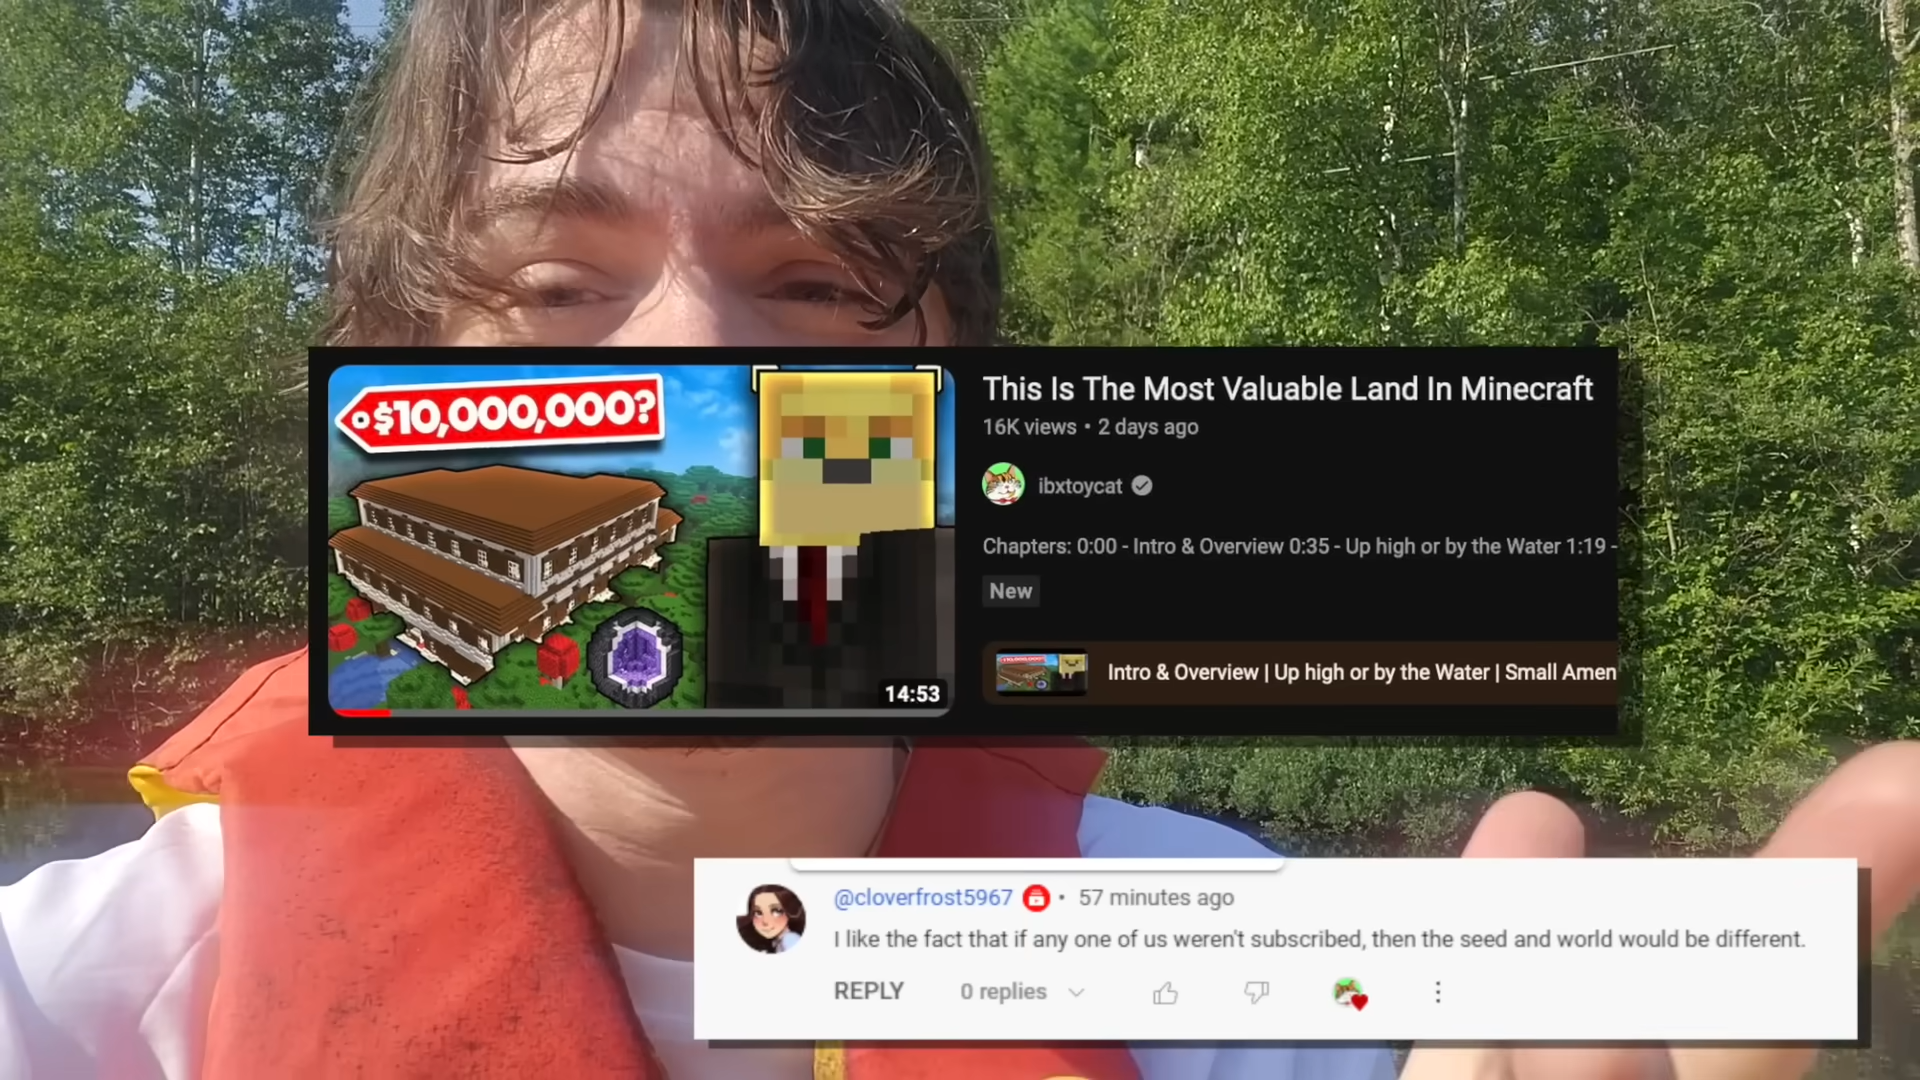 $10,000,000?
14:53
This Is The Most Valuable Land In Minecraft
16K views • 2 days ago
ibxtoycat
Chapters: 0:00 - Intro & Overview 0:35 - Up high or by the Water 1:19 -
New
Intro & Overview | Up high or by the Water | Small Amen
@cloverfrost5967 • 57 minutes ago
I like the fact that if any one of us weren't subscribed, then the seed and world would be different.
REPLY 0 replies